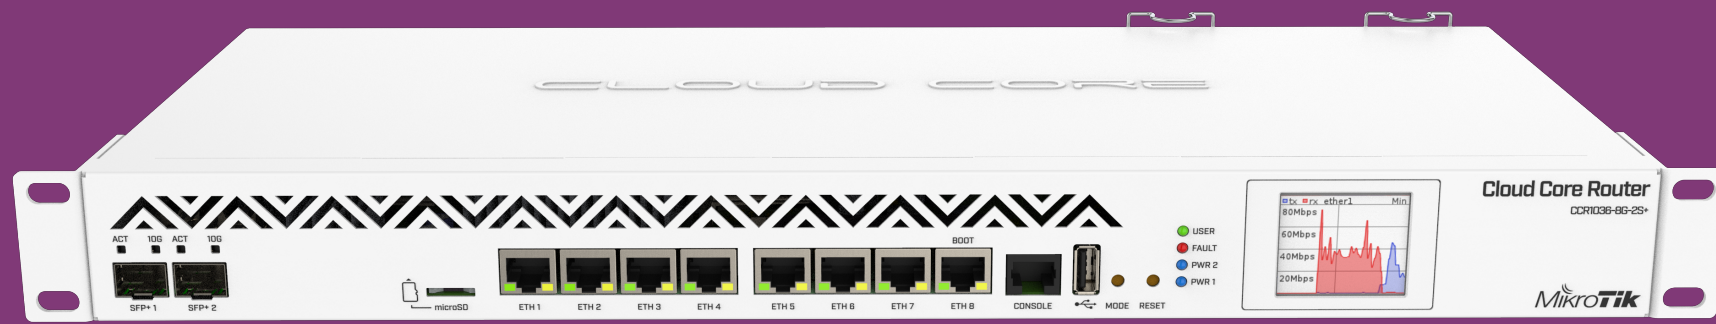 CLOUD CORE
Cloud Core Router
CCR1036-8G-2S+
tx rx ether1 Min
80Mbps
60Mbps
40Mbps
20Mbps
ACT 10G ACT 10G
SFP+ 1 SFP+ 2
microSD
ETH 1 ETH 2 ETH 3 ETH 4
BOOT
ETH 5 ETH 6 ETH 7 ETH 8
CONSOLE
MODE RESET
USER
FAULT
PWR 2
PWR 1
MikroTik